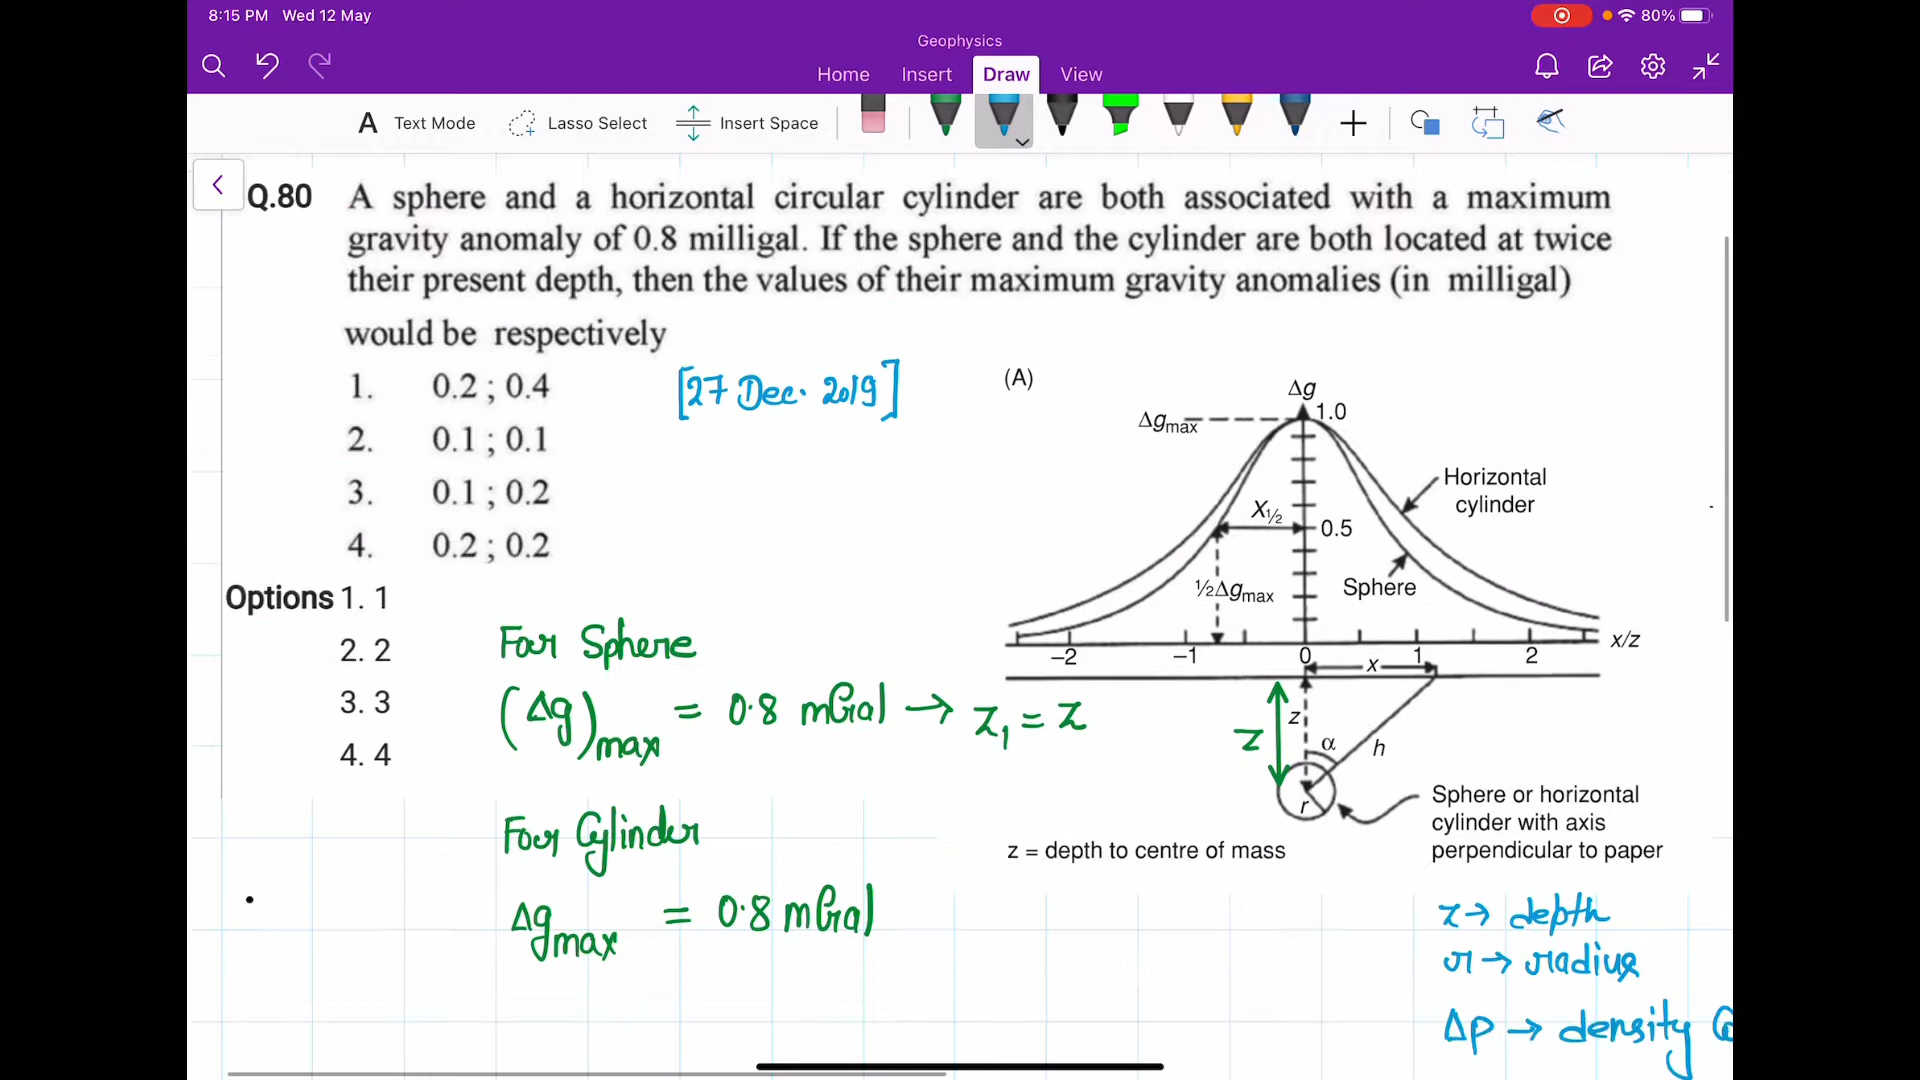 8:15 PM Wed 12 May
80%
Geophysics
Home Insert Draw View
A Text Mode Lasso Select Insert Space
Q.80 A sphere and a horizontal circular cylinder are both associated with a maximum
gravity anomaly of 0.8 milligal. If the sphere and the cylinder are both located at twice
their present depth, then the values of their maximum gravity anomalies (in milligal)
would be respectively
1. 0.2 ; 0.4
2. 0.1 ; 0.1
3. 0.1 ; 0.2
4. 0.2 ; 0.2
[27 Dec. 2019]
Options 1. 1
2. 2
3. 3
4. 4
(A)
Δg
Δgmax
1.0
Horizontal
cylinder
X½
0.5
½Δgmax
Sphere
–2 –1 0 1 2
x/z
x
z
z
α
h
r
Sphere or horizontal
cylinder with axis
perpendicular to paper
z = depth to centre of mass
For Sphere
(Δg)max = 0.8 mGal → z₁ = z
For Cylinder
Δgmax = 0.8 mGal
z → depth
r → radius
Δρ → density